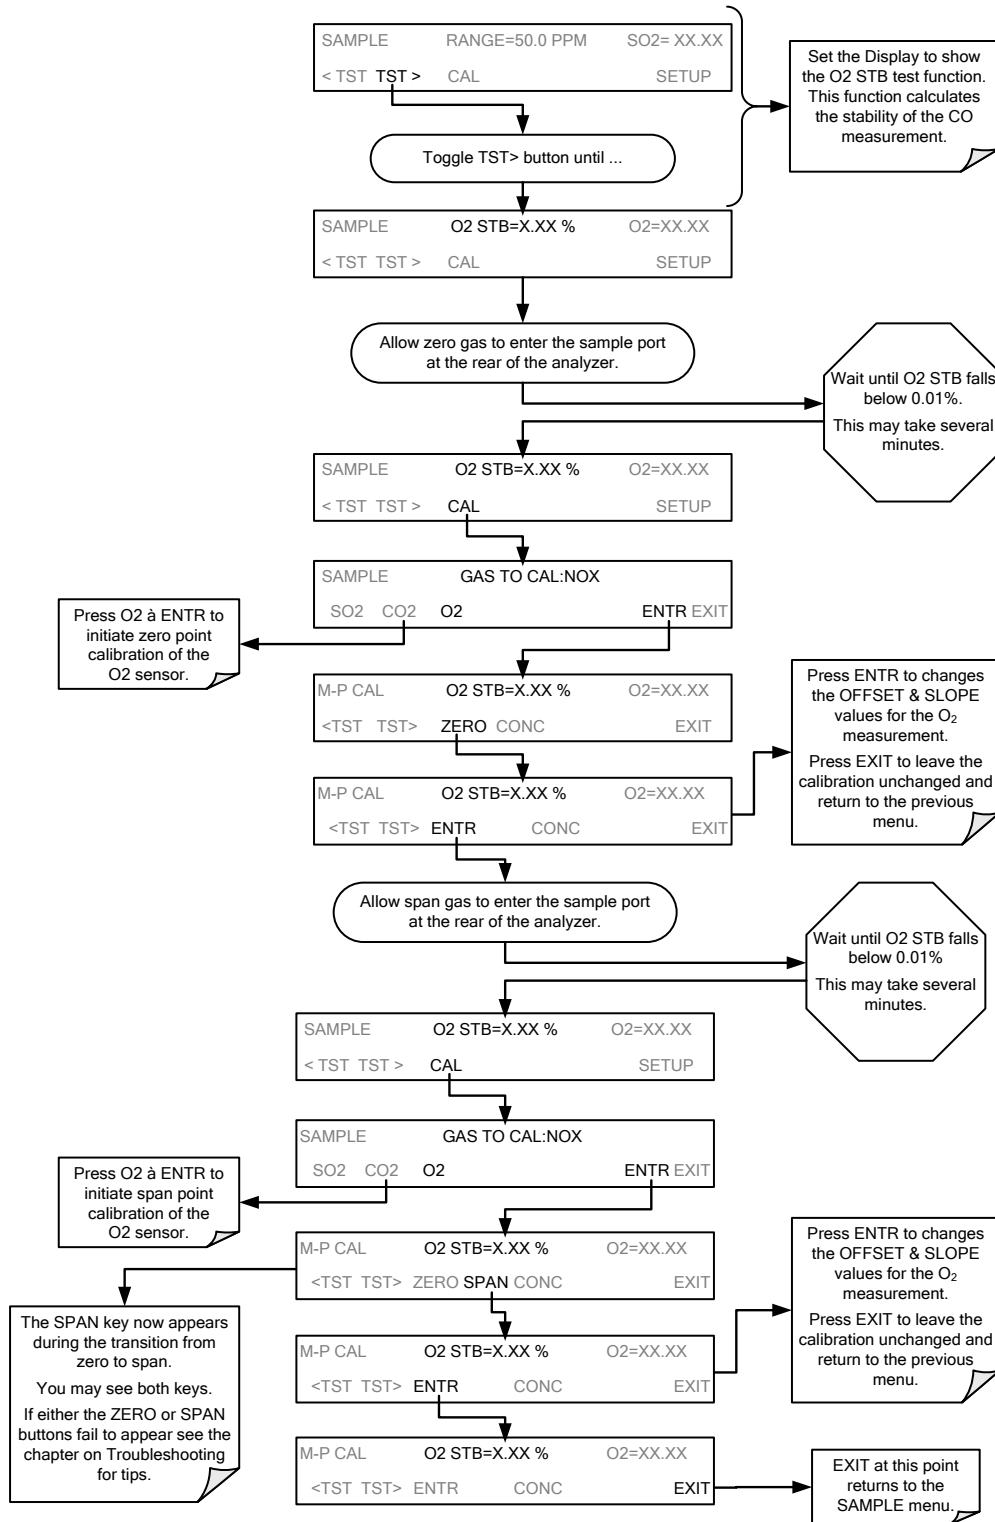 SAMPLE RANGE=50.0 PPM SO2= XX.XX
< TST TST > CAL SETUP
Set the Display to show
the O2 STB test function.
This function calculates
the stability of the CO
measurement.
Toggle TST> button until ...
SAMPLE O2 STB=X.XX % O2=XX.XX
< TST TST > CAL SETUP
Allow zero gas to enter the sample port
at the rear of the analyzer.
Wait until O2 STB falls
below 0.01%.
This may take several
minutes.
SAMPLE O2 STB=X.XX % O2=XX.XX
< TST TST > CAL SETUP
SAMPLE GAS TO CAL:NOX
SO2 CO2 O2 ENTR EXIT
Press O2 à ENTR to
initiate zero point
calibration of the
O2 sensor.
M-P CAL O2 STB=X.XX % O2=XX.XX
<TST TST> ZERO CONC EXIT
Press ENTR to changes
the OFFSET & SLOPE
values for the O2
measurement.
Press EXIT to leave the
calibration unchanged and
return to the previous
menu.
M-P CAL O2 STB=X.XX % O2=XX.XX
<TST TST> ENTR CONC EXIT
Allow span gas to enter the sample port
at the rear of the analyzer.
Wait until O2 STB falls
below 0.01%
This may take several
minutes.
SAMPLE O2 STB=X.XX % O2=XX.XX
< TST TST > CAL SETUP
SAMPLE GAS TO CAL:NOX
SO2 CO2 O2 ENTR EXIT
Press O2 à ENTR to
initiate span point
calibration of the
O2 sensor.
M-P CAL O2 STB=X.XX % O2=XX.XX
<TST TST> ZERO SPAN CONC EXIT
Press ENTR to changes
the OFFSET & SLOPE
values for the O2
measurement.
Press EXIT to leave the
calibration unchanged and
return to the previous
menu.
The SPAN key now appears
during the transition from
zero to span.
You may see both keys.
If either the ZERO or SPAN
buttons fail to appear see the
chapter on Troubleshooting
for tips.
M-P CAL O2 STB=X.XX % O2=XX.XX
<TST TST> ENTR CONC EXIT
M-P CAL O2 STB=X.XX % O2=XX.XX
<TST TST> ENTR CONC EXIT
EXIT at this point
returns to the
SAMPLE menu.